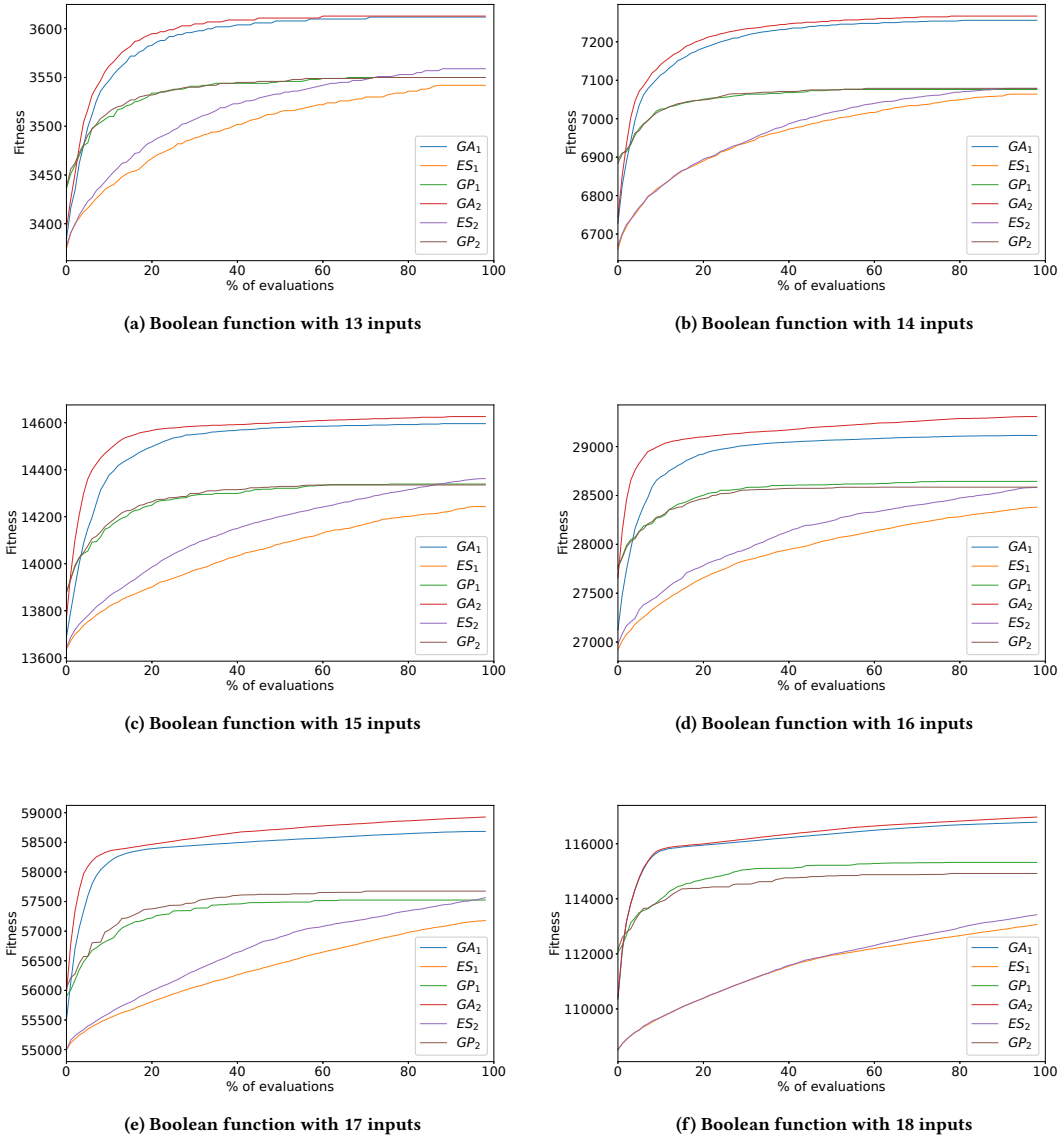 3600
3550
3500
3450
3400
Fitness
GA1
ES1
GP1
GA2
ES2
GP2
0 20 40 60 80 100
% of evaluations
(a) Boolean function with 13 inputs
7200
7100
7000
6900
6800
6700
Fitness
GA1
ES1
GP1
GA2
ES2
GP2
0 20 40 60 80 100
% of evaluations
(b) Boolean function with 14 inputs
14600
14400
14200
14000
13800
13600
Fitness
GA1
ES1
GP1
GA2
ES2
GP2
0 20 40 60 80 100
% of evaluations
(c) Boolean function with 15 inputs
29000
28500
28000
27500
27000
Fitness
GA1
ES1
GP1
GA2
ES2
GP2
0 20 40 60 80 100
% of evaluations
(d) Boolean function with 16 inputs
59000
58500
58000
57500
57000
56500
56000
55500
55000
Fitness
GA1
ES1
GP1
GA2
ES2
GP2
0 20 40 60 80 100
% of evaluations
(e) Boolean function with 17 inputs
116000
114000
112000
110000
Fitness
GA1
ES1
GP1
GA2
ES2
GP2
0 20 40 60 80 100
% of evaluations
(f) Boolean function with 18 inputs